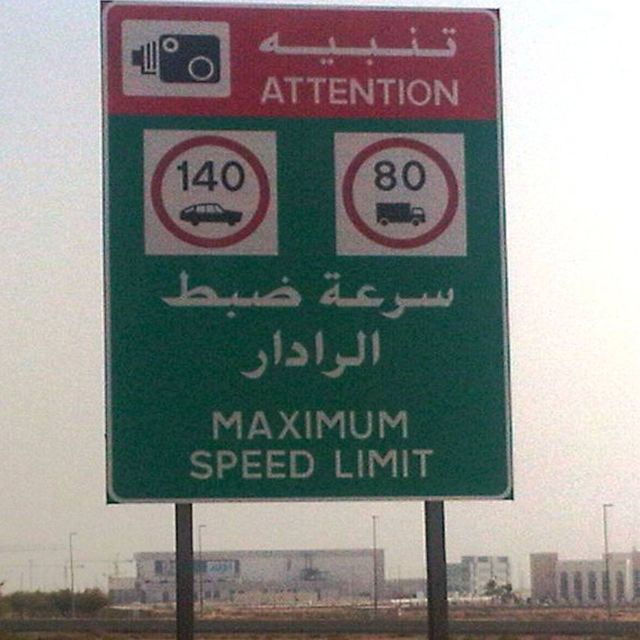 تنبيه
ATTENTION
140 80
سرعة ضبط
الرادار
MAXIMUM
SPEED LIMIT